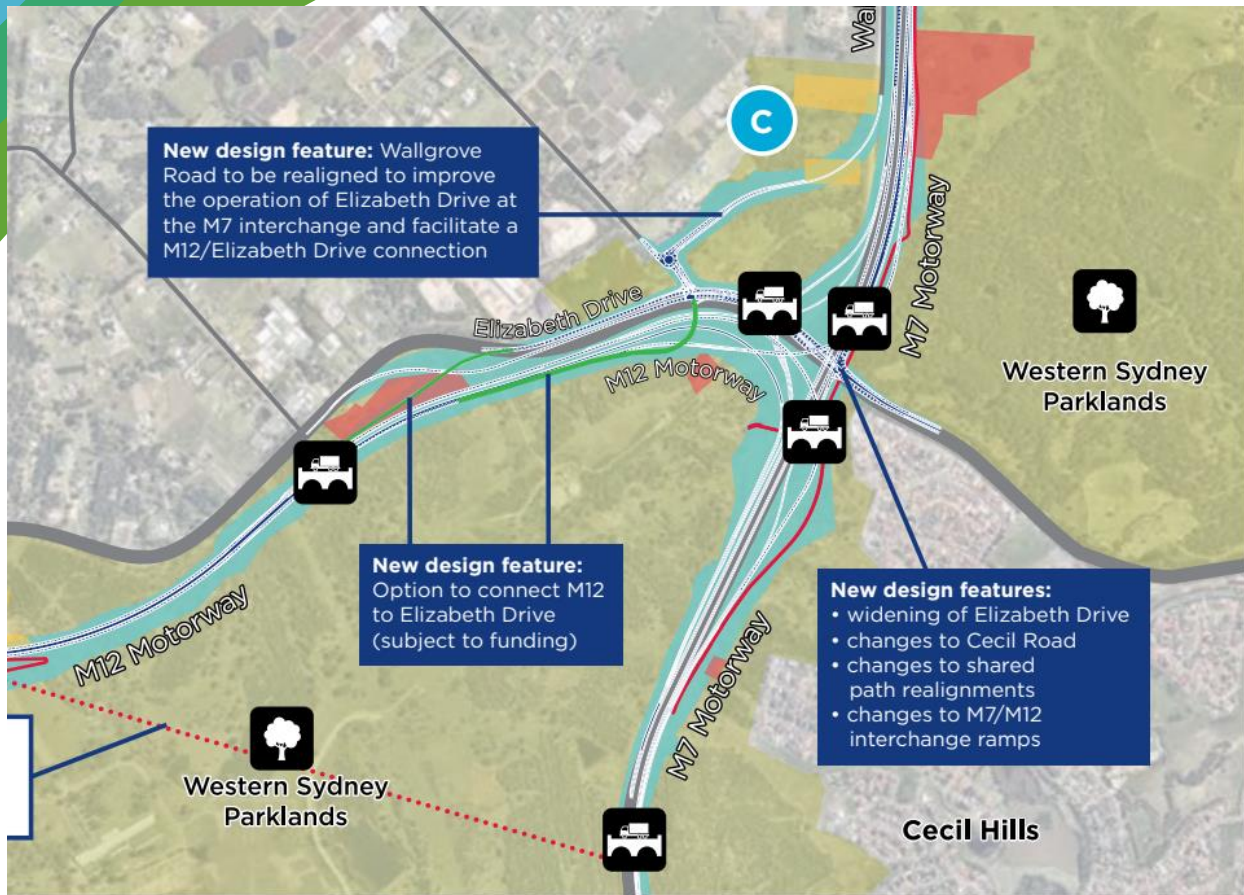 Wal
C
New design feature: Wallgrove
Road to be realigned to improve
the operation of Elizabeth Drive at
the M7 interchange and facilitate a
M12/Elizabeth Drive connection
M7 Motorway
Elizabeth Drive
M12 Motorway
Western Sydney
Parklands
New design feature:
Option to connect M12
to Elizabeth Drive
(subject to funding)
New design features:
• widening of Elizabeth Drive
• changes to Cecil Road
• changes to shared
path realignments
• changes to M7/M12
interchange ramps
M12 Motorway
M7 Motorway
Western Sydney
Parklands
Cecil Hills